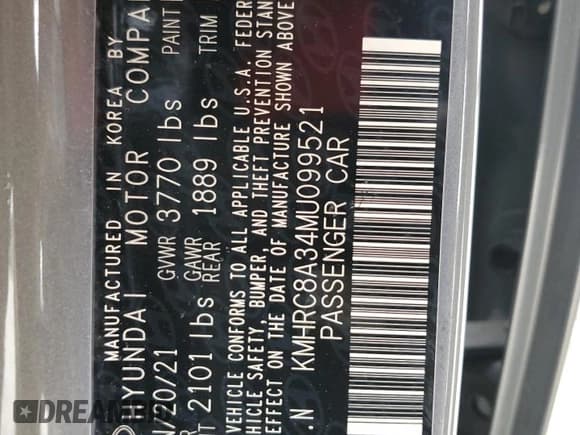 MANUFACTURED IN KOREA BY
HYUNDAI MOTOR COMPA
/20/21 GVWR 3770 lbs PAINT
2101 lbs GAWR REAR 1889 lbs TRIM
VEHICLE CONFORMS TO ALL APPLICABLE U.S.A. FEDER
HICLE SAFETY, BUMPER, AND THEFT PREVENTION STAN
ON THE DATE OF MANUFACTURE SHOWN ABOVE
.N KMHRC8A34MU099521
PASSENGER CAR
DREAMBID